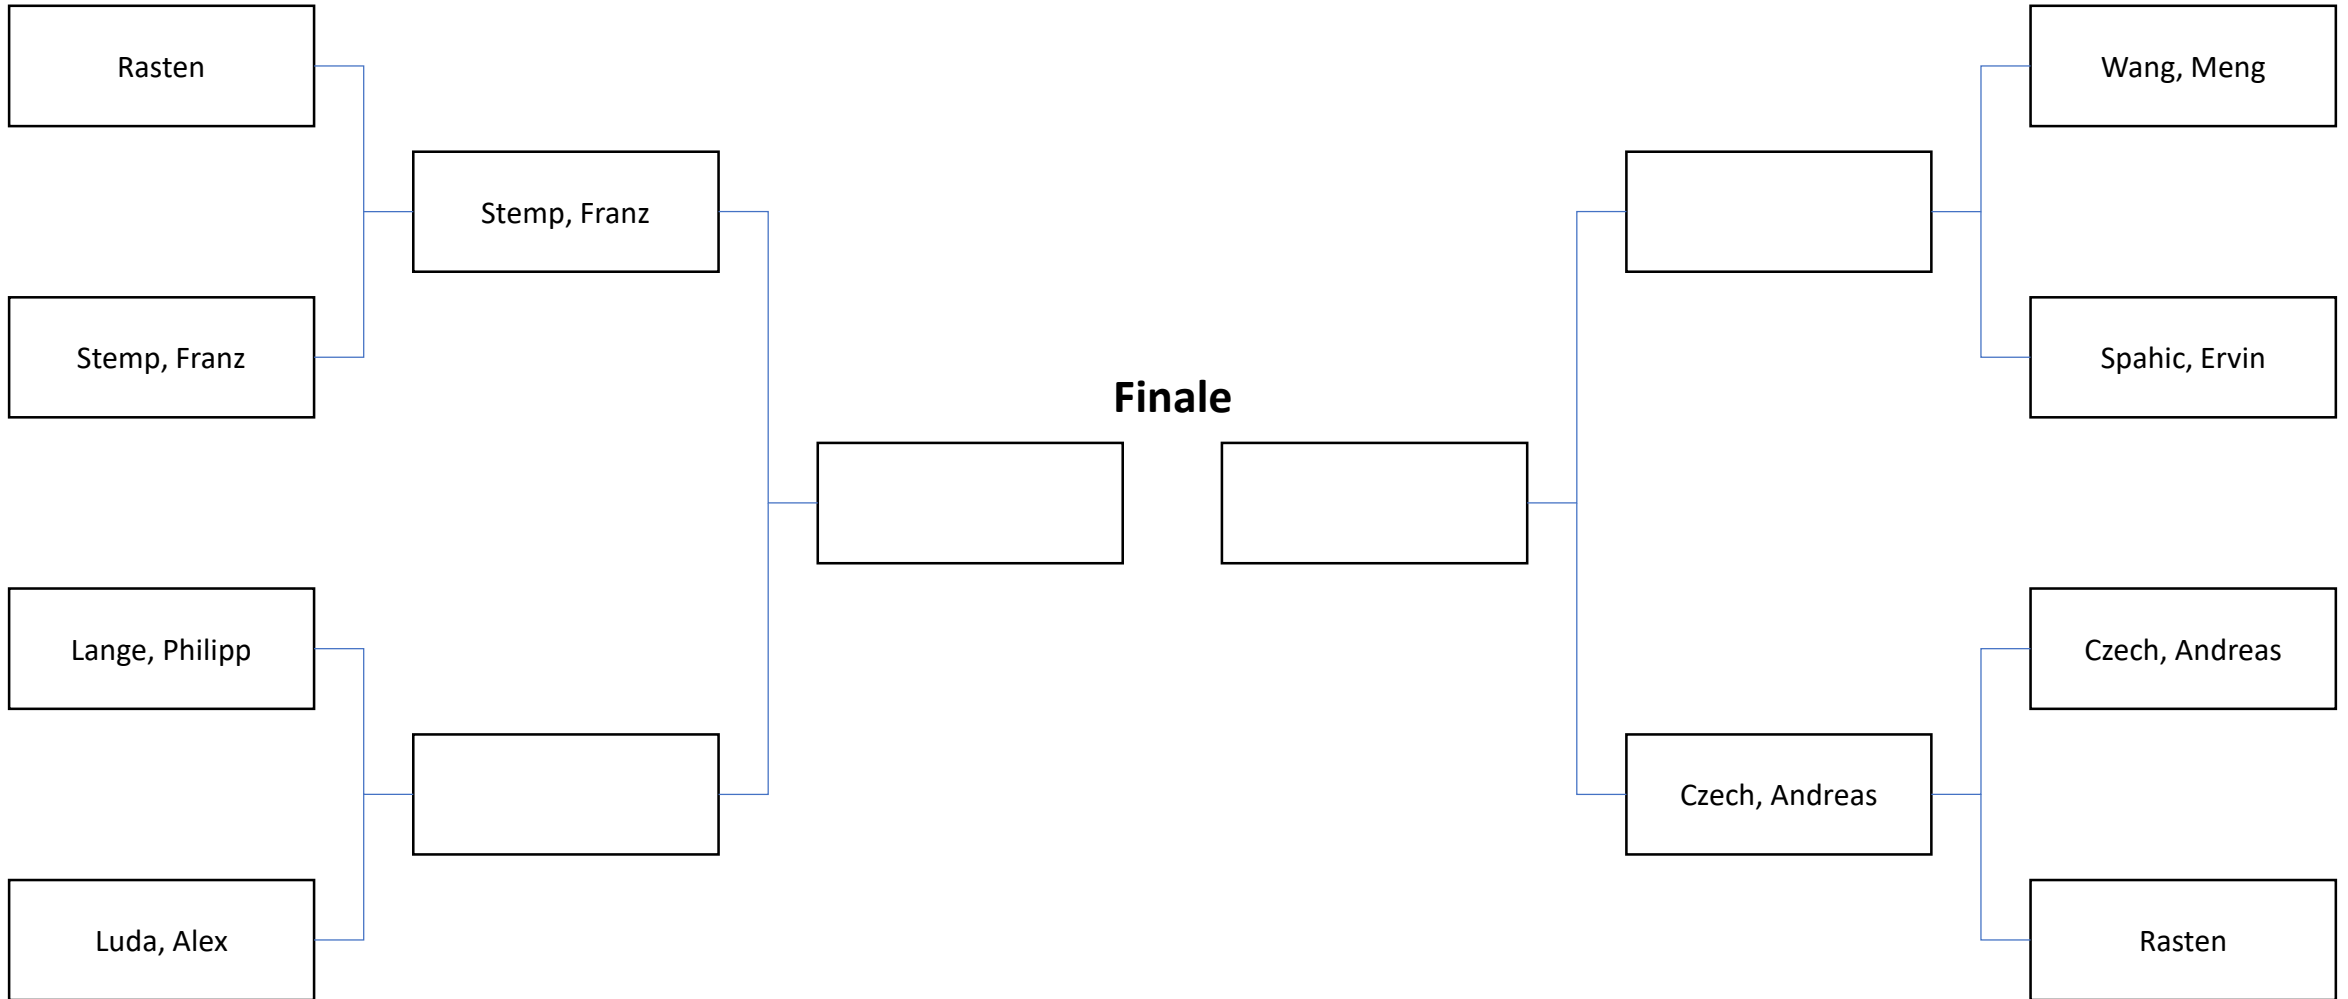 Rasten
Wang, Meng
Stemp, Franz
Stemp, Franz
Spahic, Ervin
Finale
Lange, Philipp
Czech, Andreas
Czech, Andreas
Luda, Alex
Rasten